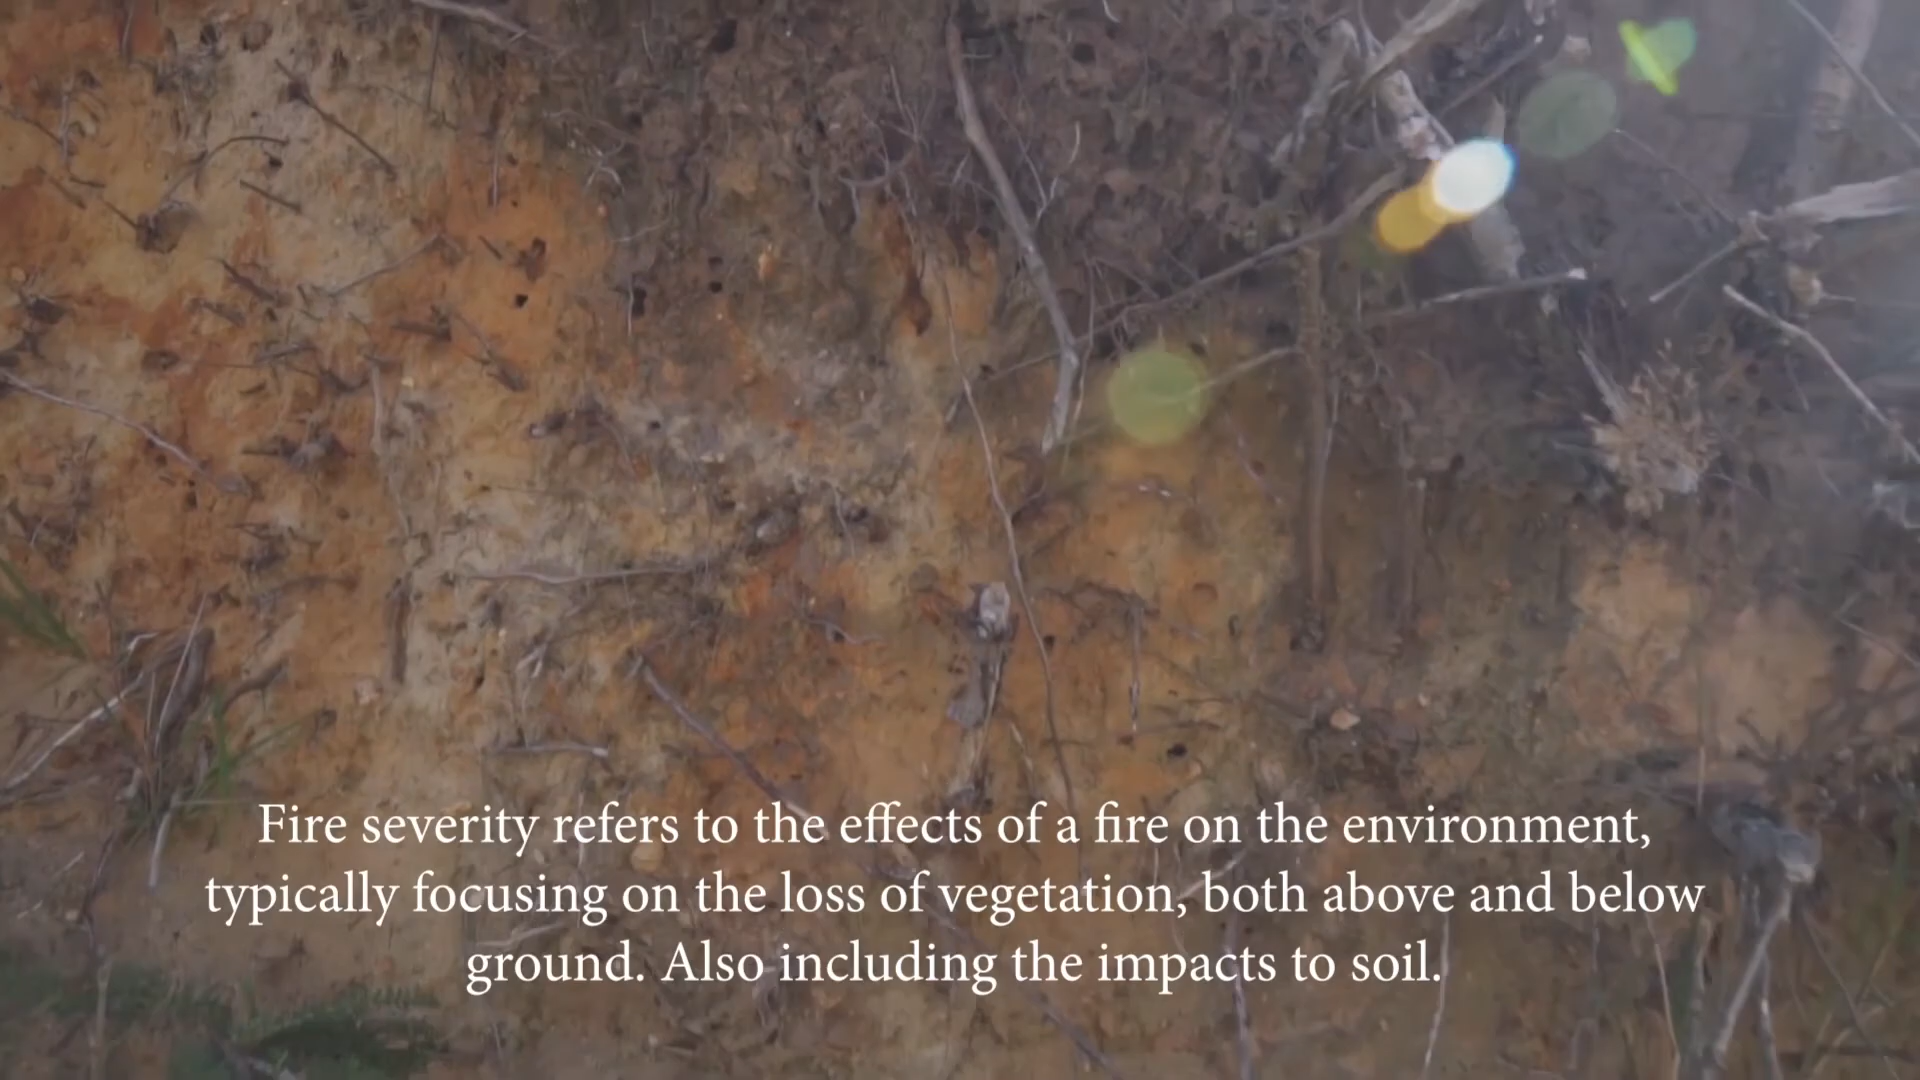 Fire severity refers to the effects of a fire on the environment,
typically focusing on the loss of vegetation, both above and below
ground. Also including the impacts to soil.